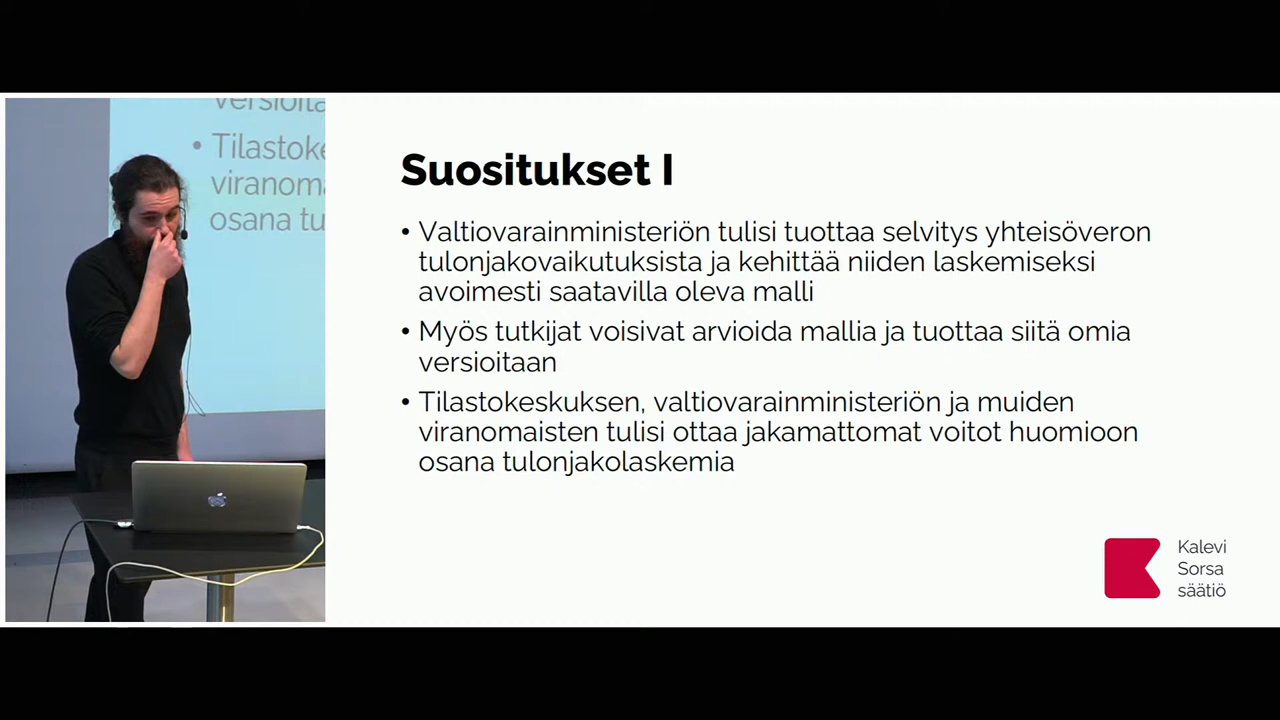 versioita
• Tilastoke
viranoma
osana tu
Suositukset I
• Valtiovarainministeriön tulisi tuottaa selvitys yhteisöveron
tulonjakovaikutuksista ja kehittää niiden laskemiseksi
avoimesti saatavilla oleva malli
• Myös tutkijat voisivat arvioida mallia ja tuottaa siitä omia
versioitaan
• Tilastokeskuksen, valtiovarainministeriön ja muiden
viranomaisten tulisi ottaa jakamattomat voitot huomioon
osana tulonjakolaskemia
Kalevi
Sorsa
säätiö